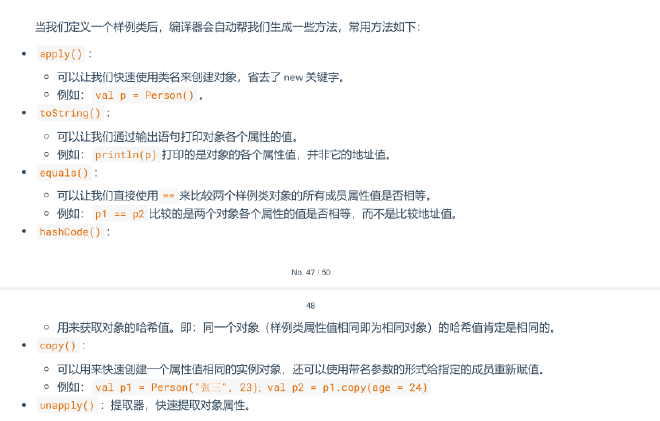 当我们定义一个样例类后，编译器会自动帮我们生成一些方法，常用方法如下：
apply()：
可以让我们快速使用类名来创建对象，省去了 new 关键字。
例如： val p = Person() 。
toString()：
可以让我们通过输出语句打印对象各个属性的值。
例如： println(p) 打印的是对象的各个属性值，并非它的地址值。
equals()：
可以让我们直接使用 == 来比较两个样例类对象的所有成员属性值是否相等。
例如： p1 == p2 比较的是两个对象各个属性的值是否相等，而不是比较地址值。
hashCode()：
No. 47 / 50
48
用来获取对象的哈希值。即：同一个对象（样例类属性值相同即为相同对象）的哈希值肯定是相同的。
copy()：
可以用来快速创建一个属性值相同的实例对象，还可以使用带名参数的形式给指定的成员重新赋值。
例如： val p1 = Person("张三", 23); val p2 = p1.copy(age = 24)
unapply()：提取器，快速提取对象属性。